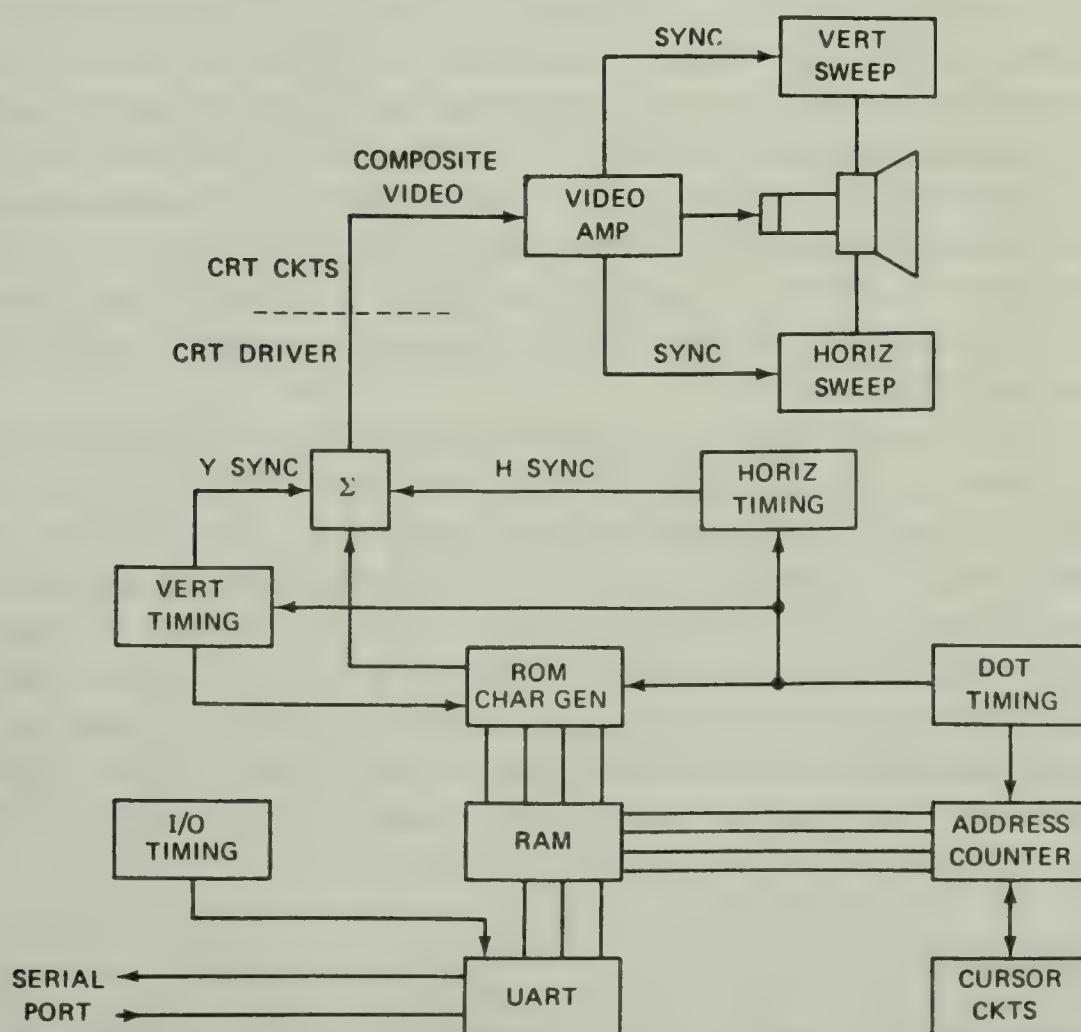 SYNC
VERT
SWEEP
COMPOSITE
VIDEO
VIDEO
AMP
CRT CKTS
CRT DRIVER
SYNC
HORIZ
SWEEP
Y SYNC
Σ
H SYNC
HORIZ
TIMING
VERT
TIMING
ROM
CHAR GEN
DOT
TIMING
I/O
TIMING
RAM
ADDRESS
COUNTER
SERIAL
PORT
UART
CURSOR
CKTS